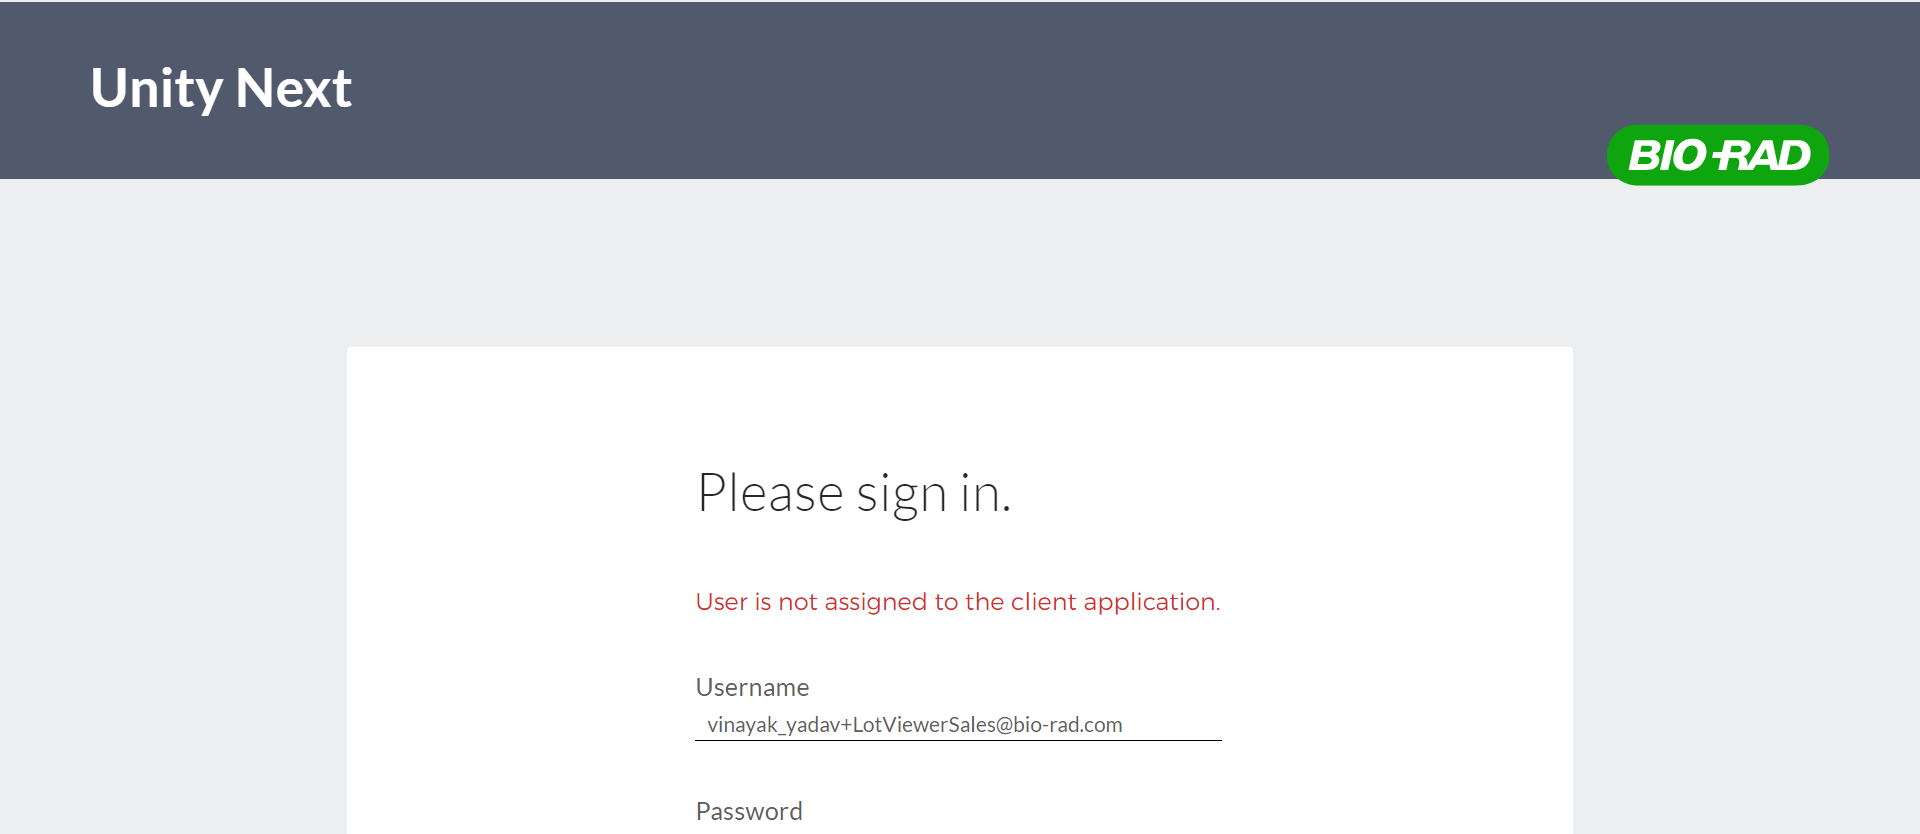 Unity Next
BIO-RAD
Please sign in.
User is not assigned to the client application.
Username
vinayak_yadav+LotViewerSales@bio-rad.com
Password